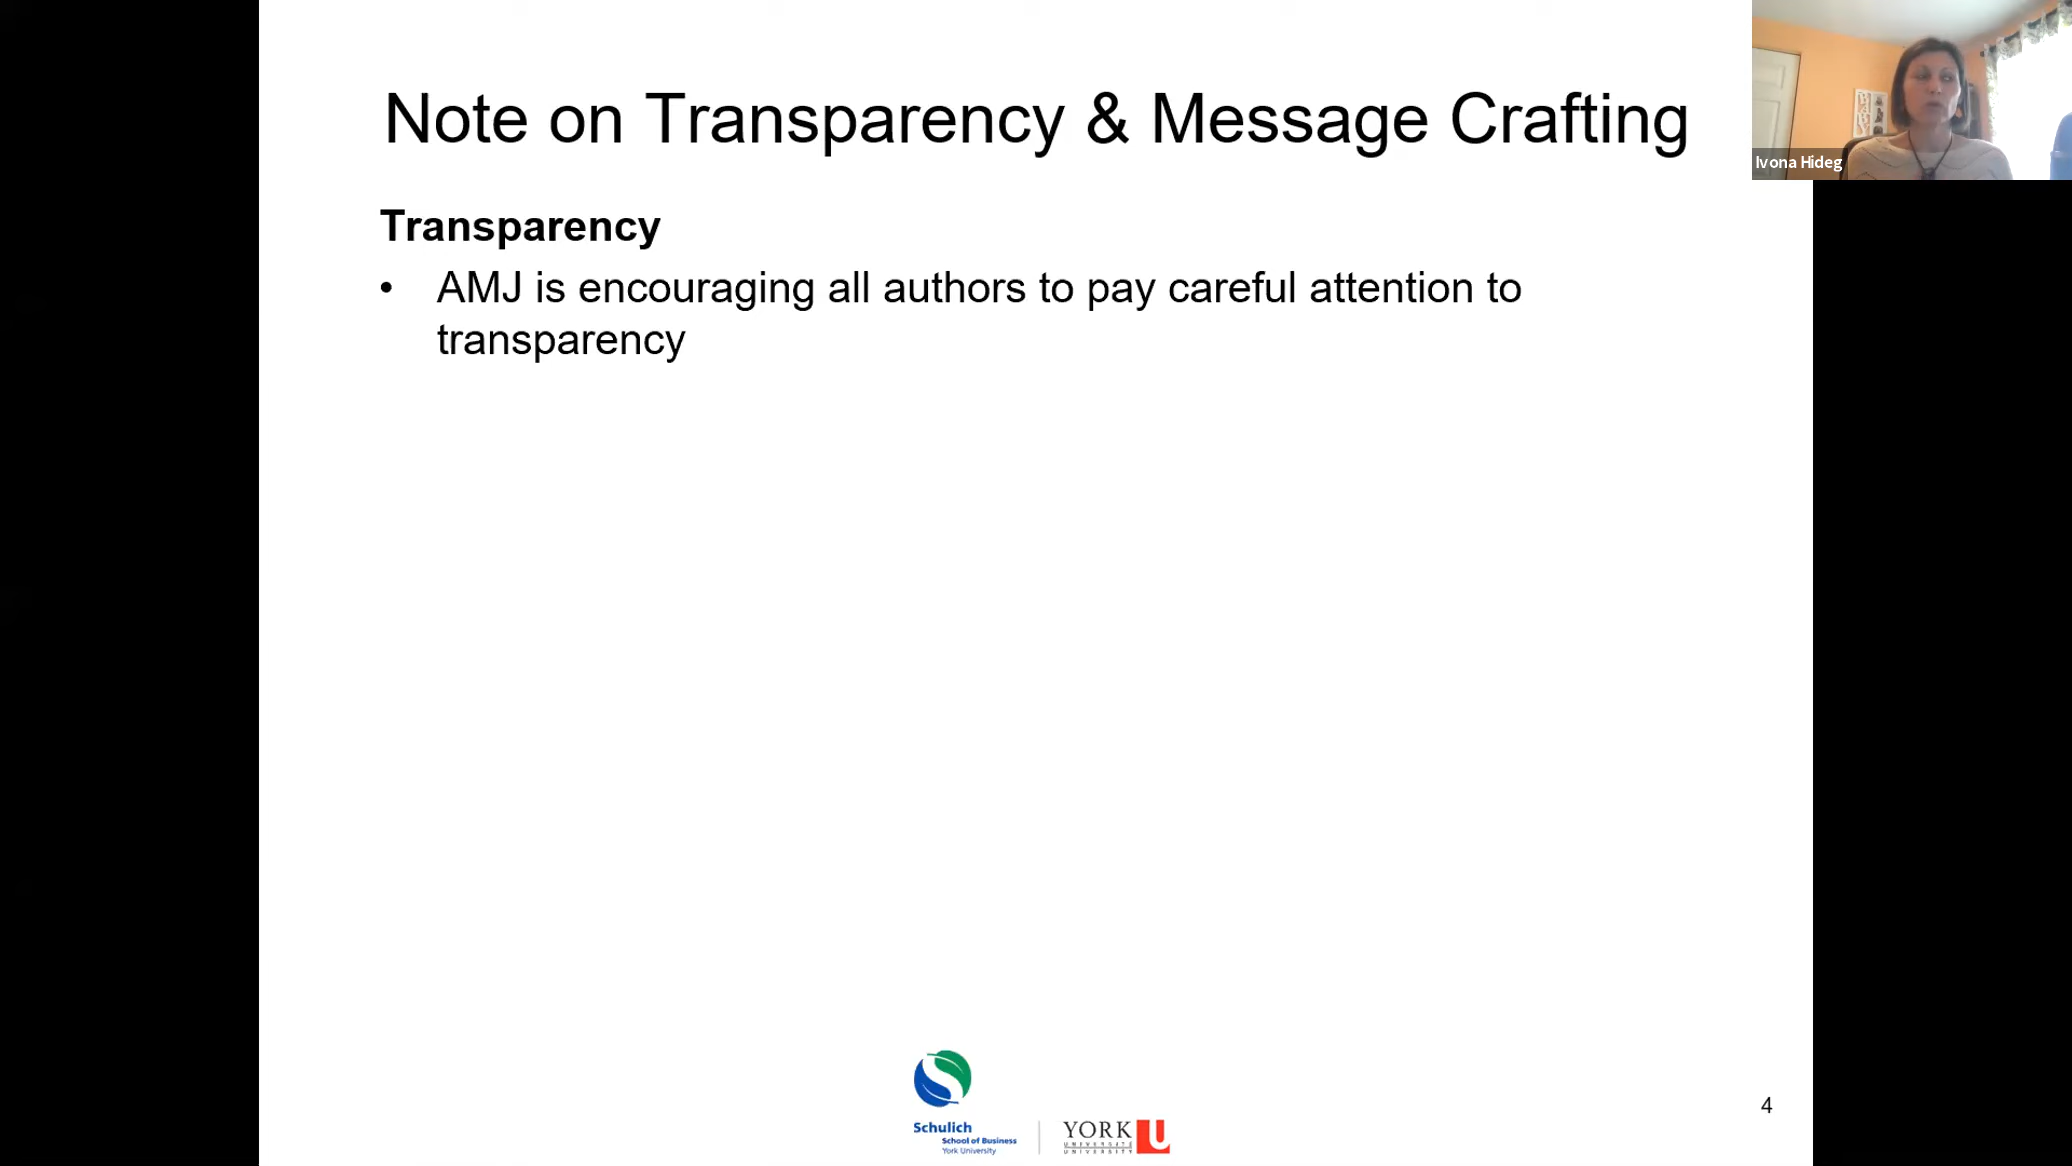 Note on Transparency & Message Crafting
Ivona Hideg
Transparency
• AMJ is encouraging all authors to pay careful attention to
transparency
Schulich
School of Business
York University
YORK U
UNIVERSITÉ
UNIVERSITY
4